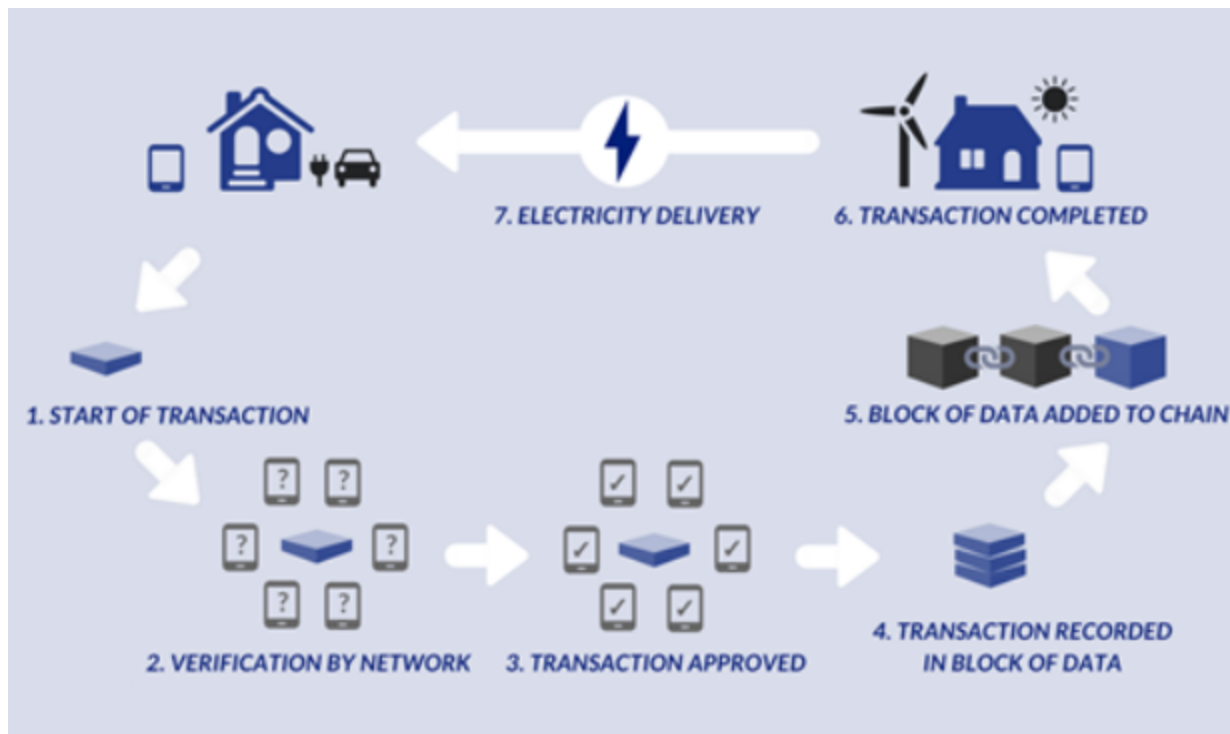 7. ELECTRICITY DELIVERY
6. TRANSACTION COMPLETED
1. START OF TRANSACTION
5. BLOCK OF DATA ADDED TO CHAIN
? ?
? ?
? ?
2. VERIFICATION BY NETWORK
3. TRANSACTION APPROVED
4. TRANSACTION RECORDED
IN BLOCK OF DATA